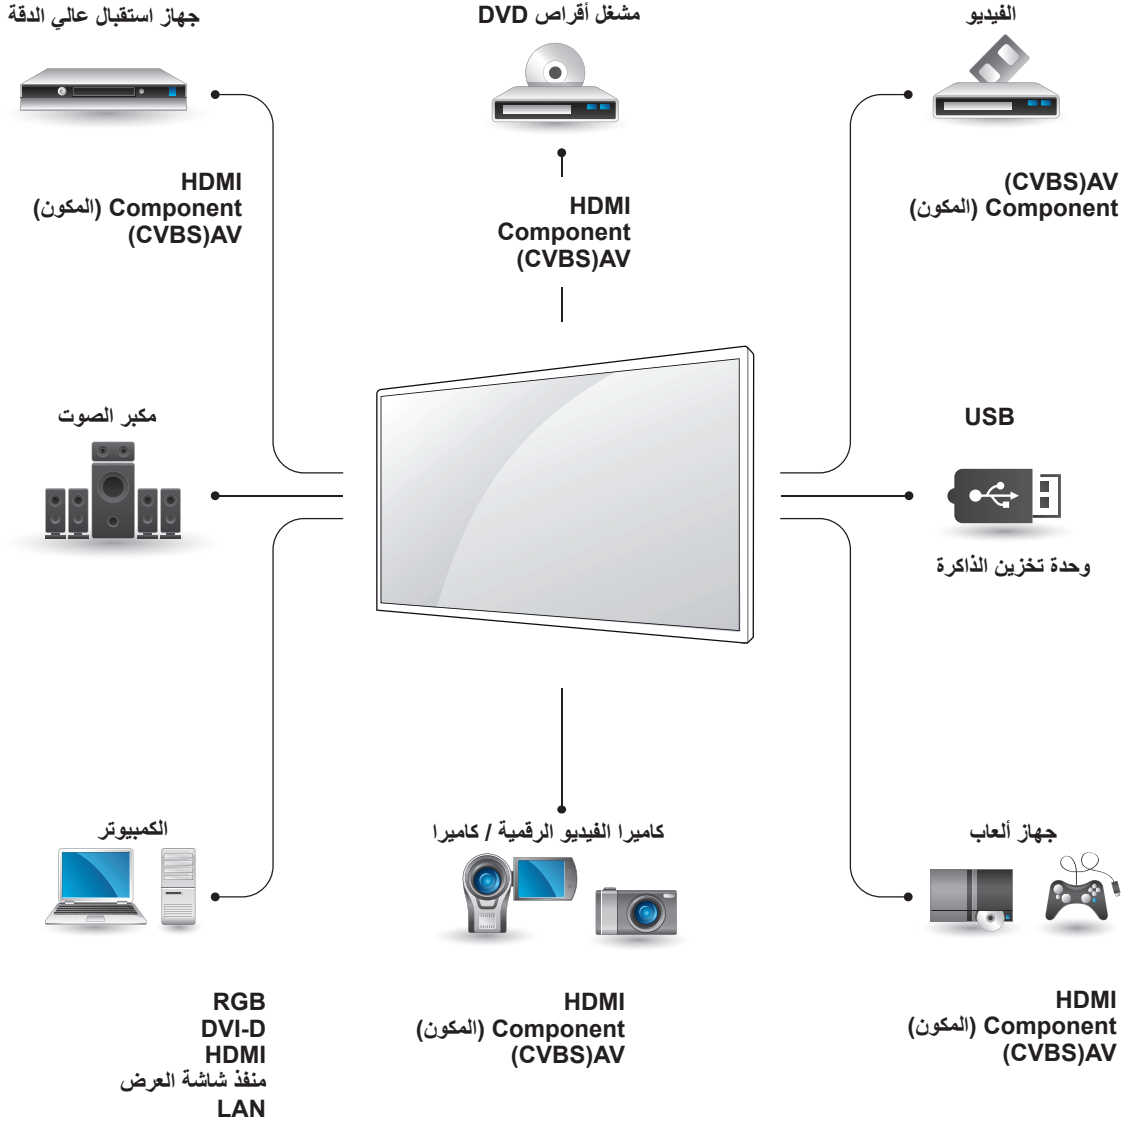 الفيديو
(CVBS)AV
Component (المكون)
مشغل أقراص DVD
HDMI
Component
(CVBS)AV
جهاز استقبال عالي الدقة
HDMI
Component (المكون)
(CVBS)AV
USB
وحدة تخزين الذاكرة
مكبر الصوت
جهاز ألعاب
HDMI
Component (المكون)
(CVBS)AV
كاميرا الفيديو الرقمية / كاميرا
HDMI
Component (المكون)
(CVBS)AV
الكمبيوتر
RGB
DVI-D
HDMI
منفذ شاشة العرض
LAN